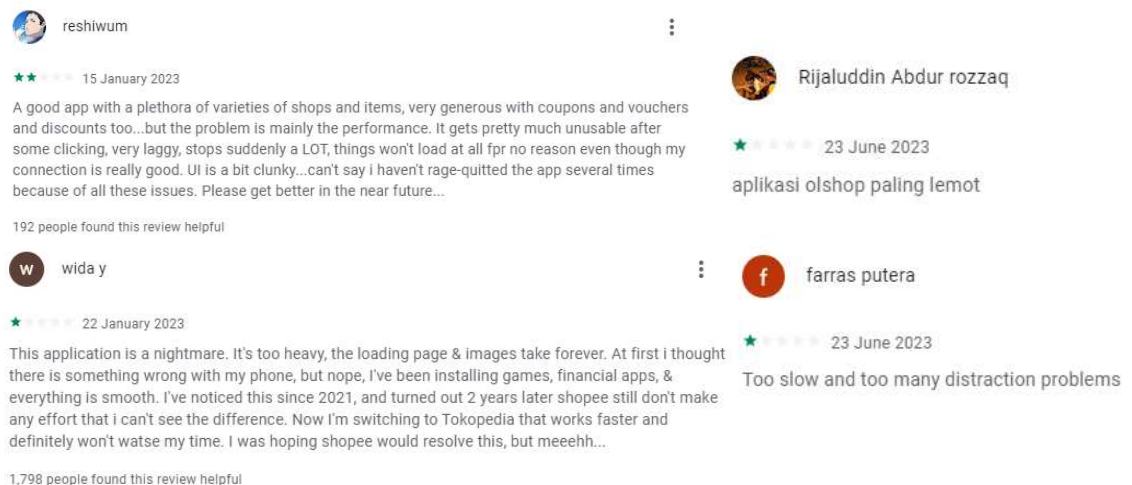 reshiwum
15 January 2023
A good app with a plethora of varieties of shops and items, very generous with coupons and vouchers
and discounts too...but the problem is mainly the performance. It gets pretty much unusable after
some clicking, very laggy, stops suddenly a LOT, things won't load at all fpr no reason even though my
connection is really good. UI is a bit clunky...can't say i haven't rage-quitted the app several times
because of all these issues. Please get better in the near future...
192 people found this review helpful
w
wida y
22 January 2023
This application is a nightmare. It's too heavy, the loading page & images take forever. At first i thought
there is something wrong with my phone, but nope, I've been installing games, financial apps, &
everything is smooth. I've noticed this since 2021, and turned out 2 years later shopee still don't make
any effort that i can't see the difference. Now I'm switching to Tokopedia that works faster and
definitely won't watse my time. I was hoping shopee would resolve this, but meeehh...
1,798 people found this review helpful
Rijaluddin Abdur rozzaq
23 June 2023
aplikasi olshop paling lemot
f
farras putera
23 June 2023
Too slow and too many distraction problems